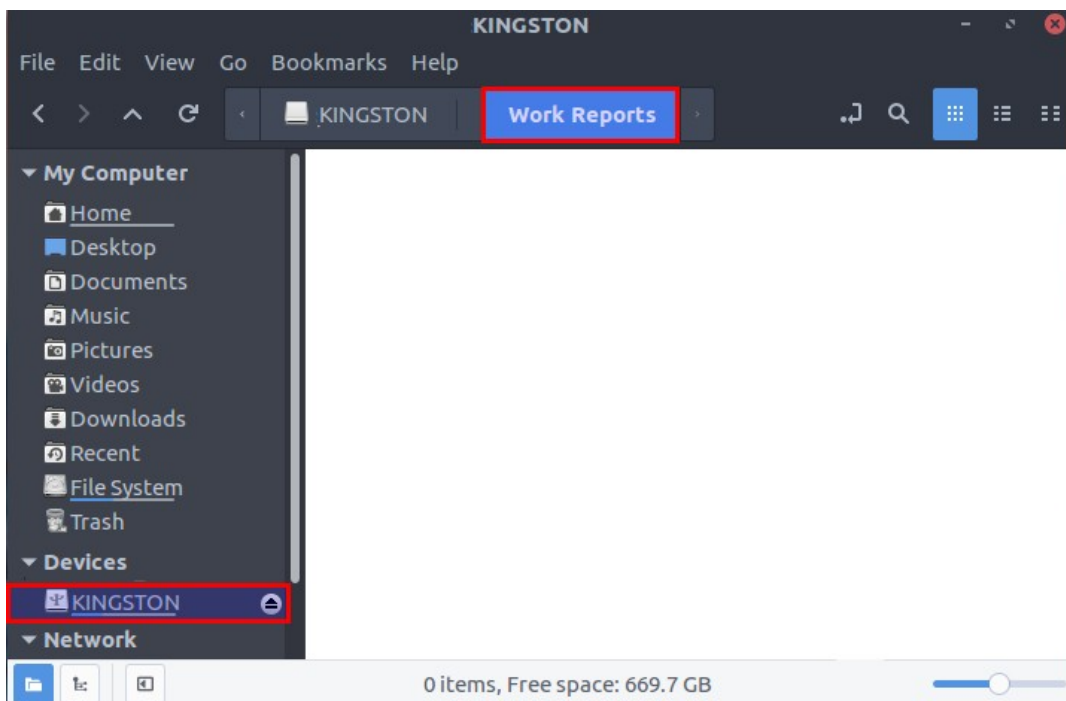 KINGSTON
File Edit View Go Bookmarks Help
KINGSTON Work Reports
My Computer
Home
Desktop
Documents
Music
Pictures
Videos
Downloads
Recent
File System
Trash
Devices
KINGSTON
Network
0 items, Free space: 669.7 GB